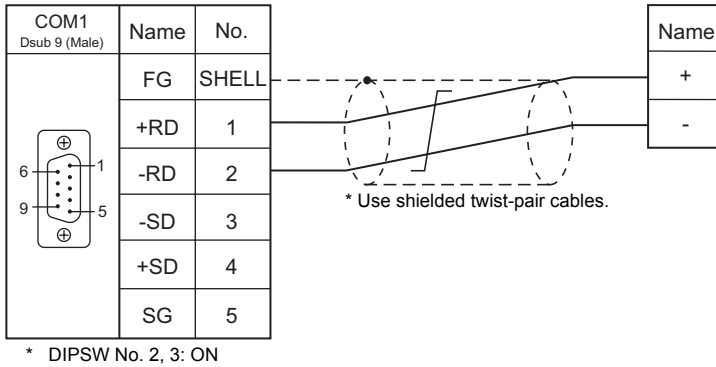 COM1
Dsub 9 (Male)
Name No.
Name
FG SHELL
+
+RD 1
-
-RD 2
6 1
9 5
* Use shielded twist-pair cables.
-SD 3
+SD 4
SG 5
* DIPSW No. 2, 3: ON